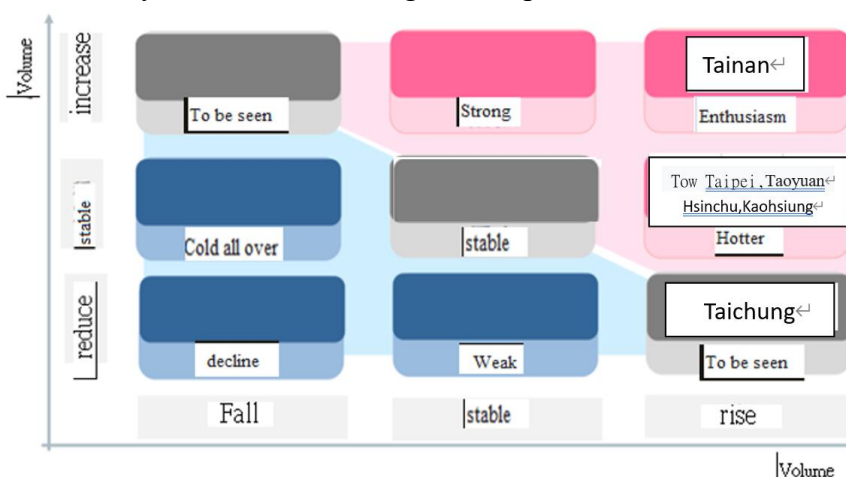 Volume
increase
Tainan
To be seen
Strong
Enthusiasm
stable
Tow Taipei,Taoyuan
Hsinchu,Kaohsiung
Cold all over
stable
Hotter
reduce
Taichung
decline
Weak
To be seen
Fall
stable
rise
Volume